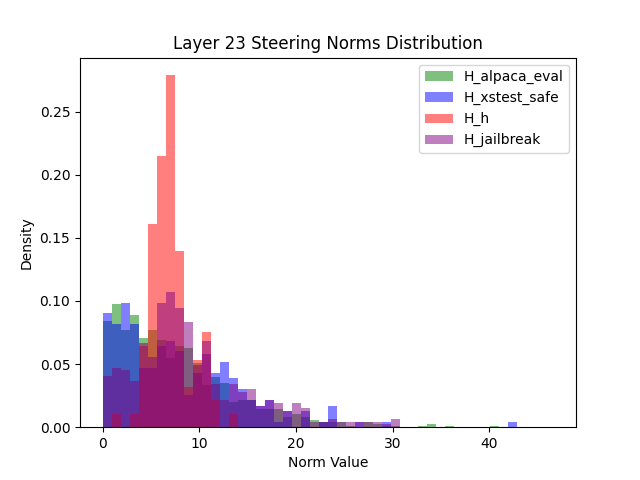 Layer 23 Steering Norms Distribution
H_alpaca_eval
H_xstest_safe
H_h
H_jailbreak
Density
0.25
0.20
0.15
0.10
0.05
0.00
0
10
20
30
40
Norm Value